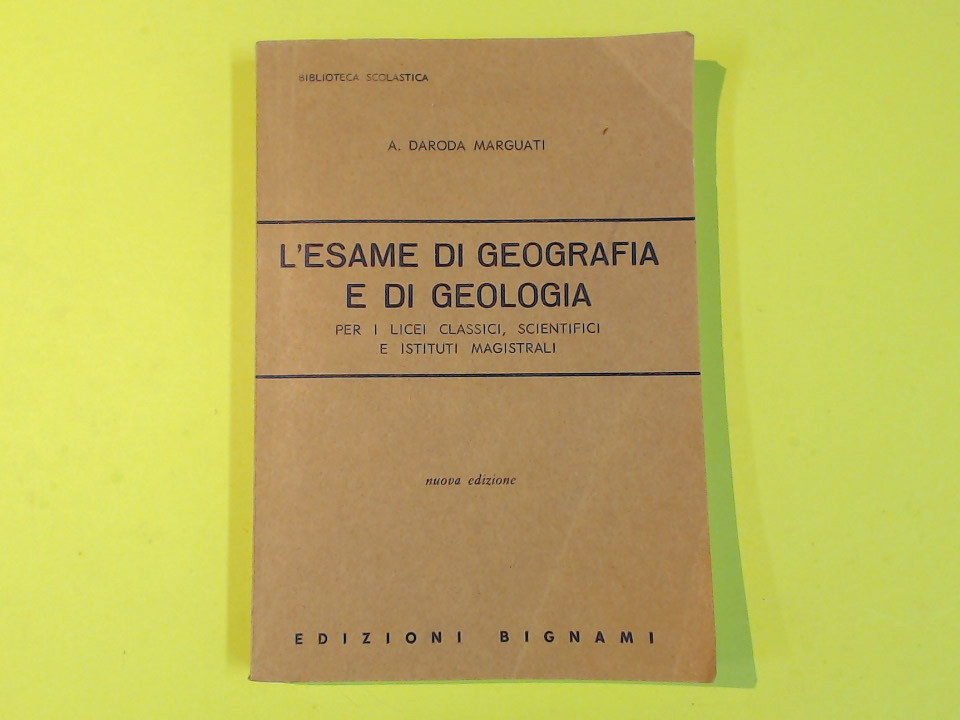 BIBLIOTECA SCOLASTICA
A. DARODA MARGUATI
L'ESAME DI GEOGRAFIA
E DI GEOLOGIA
PER I LICEI CLASSICI, SCIENTIFICI
E ISTITUTI MAGISTRALI
nuova edizione
EDIZIONI BIGNAMI